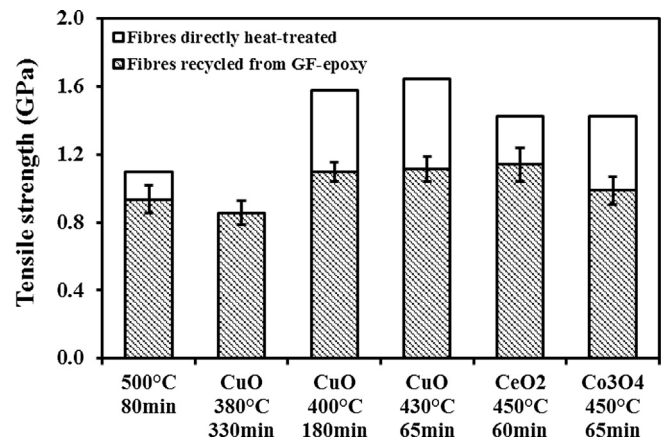 Fibres directly heat-treated
Fibres recycled from GF-epoxy
Tensile strength (GPa)
2.0
1.6
1.2
0.8
0.4
0.0
500°C
80min
CuO
380°C
330min
CuO
400°C
180min
CuO
430°C
65min
CeO2
450°C
60min
Co3O4
450°C
65min